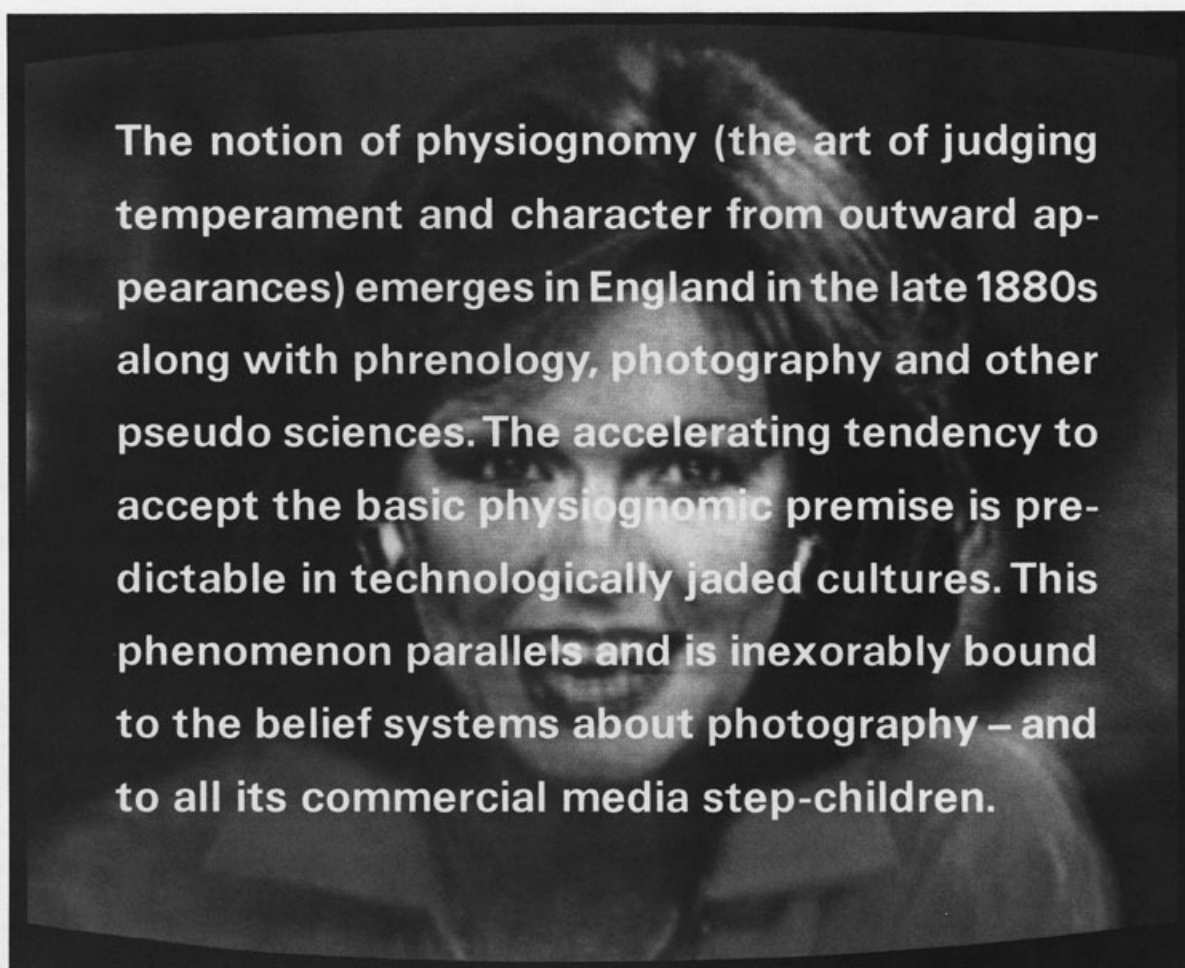 The notion of physiognomy (the art of judging
temperament and character from outward ap-
pearances) emerges in England in the late 1880s
along with phrenology, photography and other
pseudo sciences. The accelerating tendency to
accept the basic physiognomic premise is pre-
dictable in technologically jaded cultures. This
phenomenon parallels and is inexorably bound
to the belief systems about photography – and
to all its commercial media step-children.